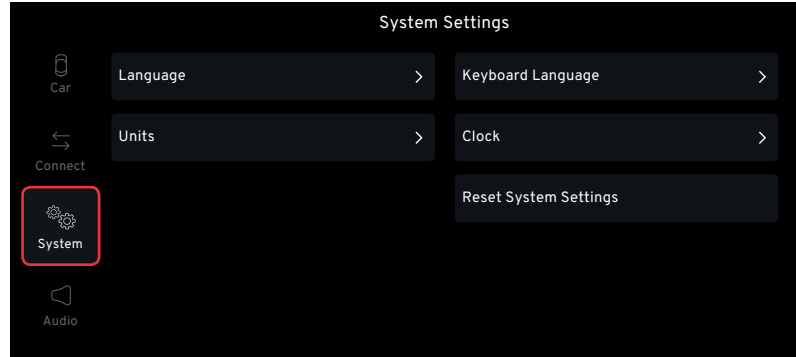 System Settings
Car
Connect
System
Audio
Language
Keyboard Language
Units
Clock
Reset System Settings